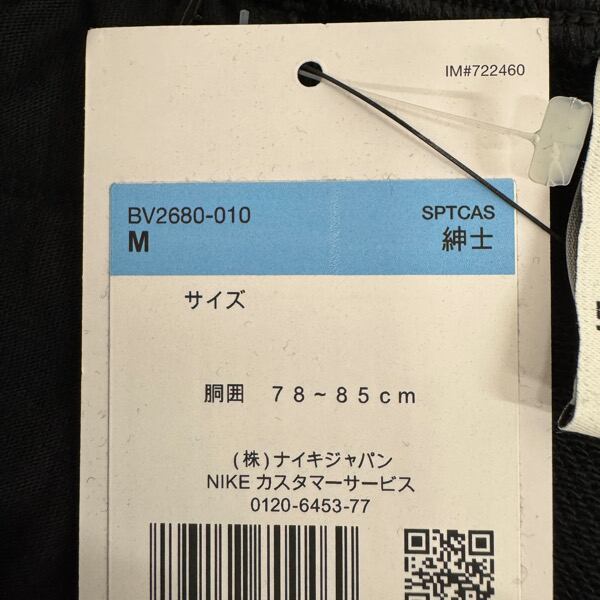 IM#722460
BV2680-010
SPTCAS
M
紳士
サイズ
胴囲 78~85cm
(株)ナイキジャパン
NIKE カスタマーサービス
0120-6453-77